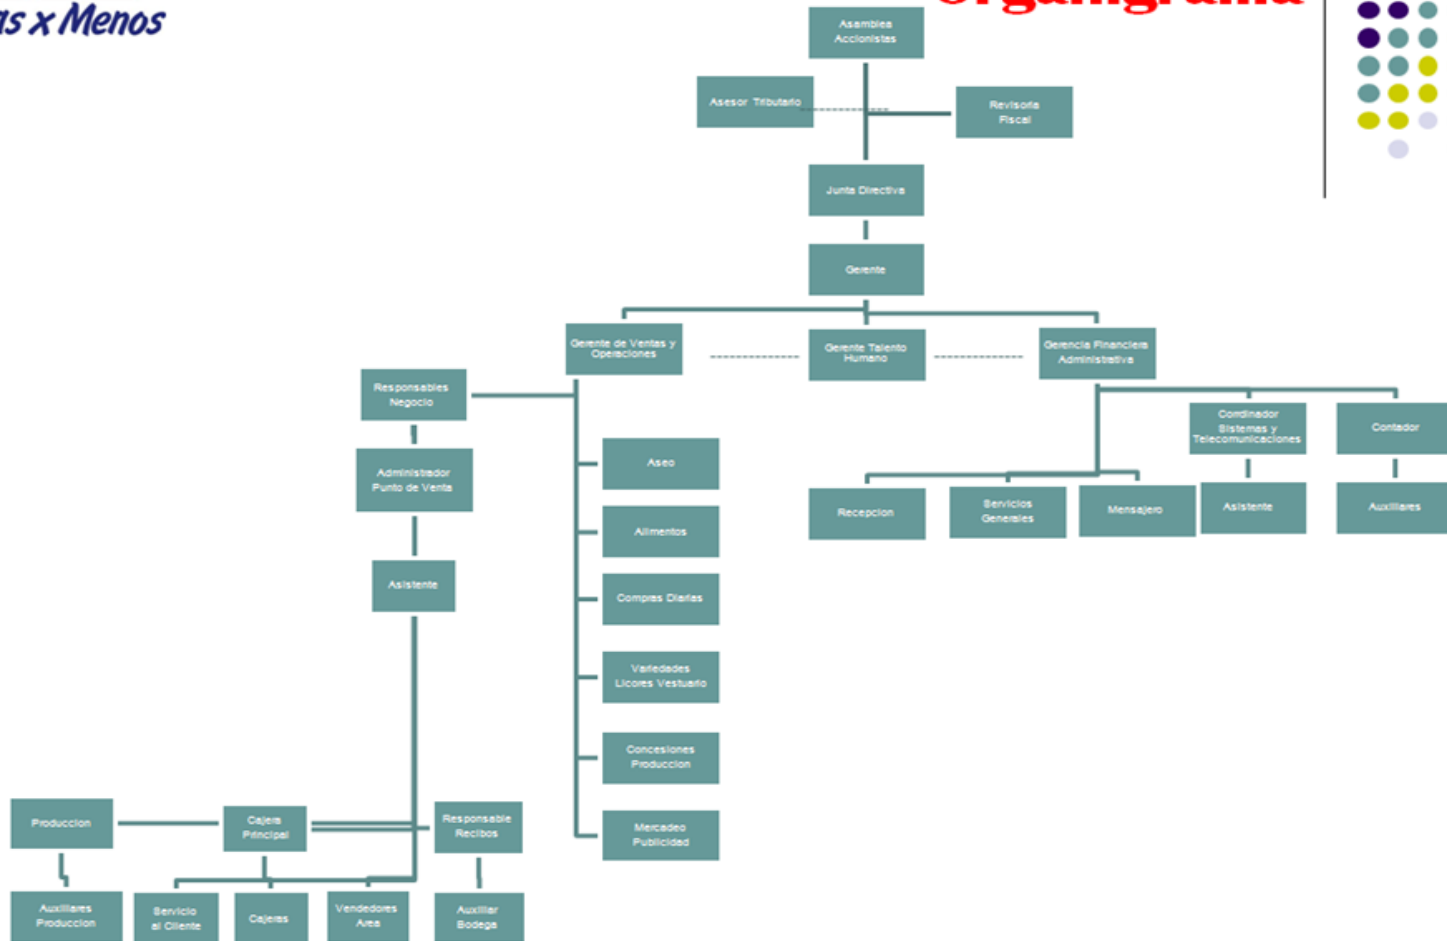 as x Menos
Organigrama
Asamblea
Accionistas
Asesor Tributario
Revisoria
Fiscal
Junta Directiva
Gerente
Gerente de Ventas y
Operaciones
Gerente Talento
Humano
Gerencia Financiera
Administrativa
Responsables
Negocio
Cordinador
Sistemas y
Telecomunicaciones
Contador
Administrador
Punto de Venta
Aseo
Recepcion
Servicios
Generales
Mensajero
Asistente
Auxiliares
Alimentos
Asistente
Compras Diarias
Variedades
Licores Vestuario
Concesiones
Produccion
Produccion
Cajera
Principal
Responsable
Recibos
Mercadeo
Publicidad
Auxiliares
Produccion
Servicio
al Cliente
Cajeras
Vendedores
Area
Auxiliar
Bodega